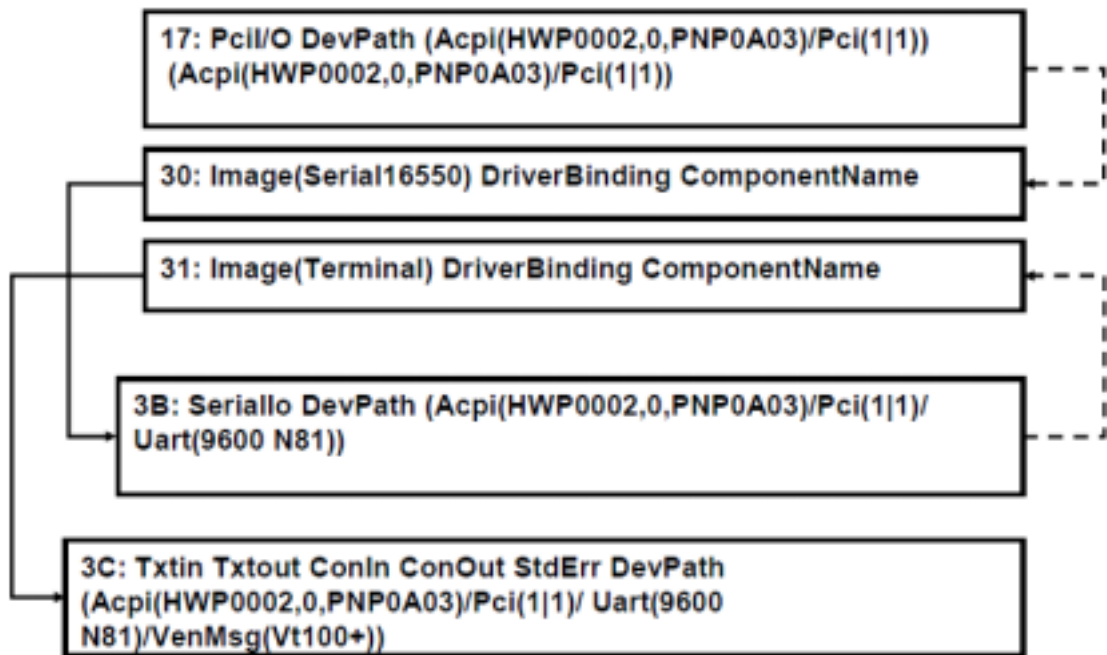 17: PciI/O DevPath (Acpi(HWP0002,0,PNP0A03)/Pci(1|1))
(Acpi(HWP0002,0,PNP0A03)/Pci(1|1))
30: Image(Serial16550) DriverBinding ComponentName
31: Image(Terminal) DriverBinding ComponentName
3B: SerialIo DevPath (Acpi(HWP0002,0,PNP0A03)/Pci(1|1)/
Uart(9600 N81))
3C: Txtin Txtout ConIn ConOut StdErr DevPath
(Acpi(HWP0002,0,PNP0A03)/Pci(1|1)/ Uart(9600
N81)/VenMsg(Vt100+))